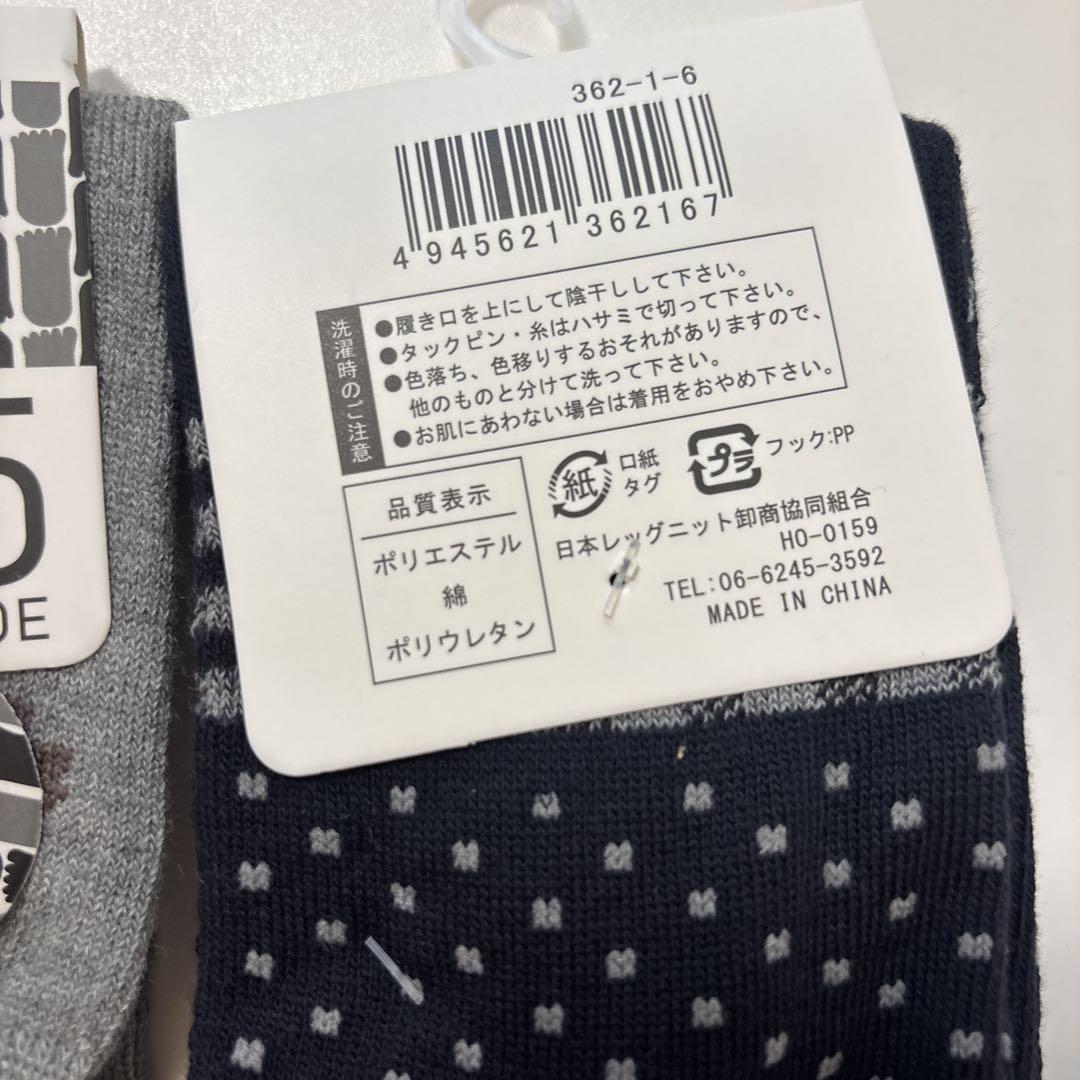 362-1-6
4 945621 362167
洗濯時のご注意
●履き口を上にして陰干しして下さい。
●タックピン・糸はハサミで切って下さい。
●色落ち、色移りするおそれがありますので、
他のものと分けて洗って下さい。
●お肌にあわない場合は着用をおやめ下さい。
品質表示
ポリエステル
綿
ポリウレタン
紙
口紙
タグ
プラ
フック:PP
日本レッグニット卸商協同組合
HO-0159
TEL:06-6245-3592
MADE IN CHINA